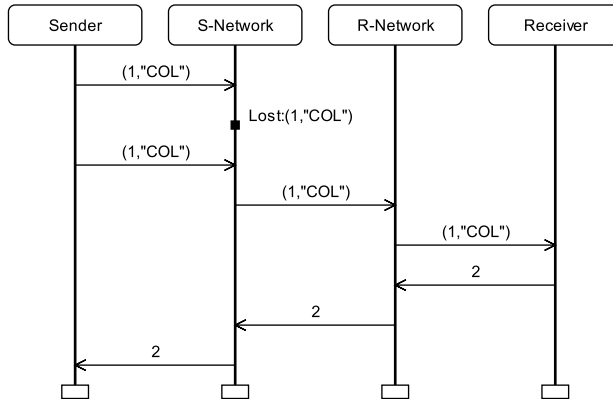 Sender
S-Network
R-Network
Receiver
(1,"COL")
Lost:(1,"COL")
(1,"COL")
(1,"COL")
(1,"COL")
2
2
2